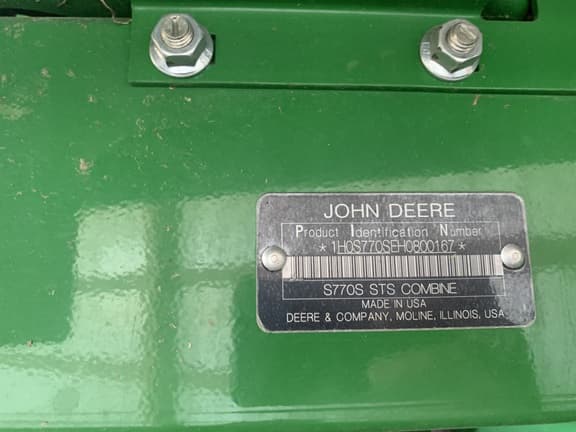 JOHN DEERE
Product Identification Number
*1H0S770SEH0800167*
S770S STS COMBINE
MADE IN USA
DEERE & COMPANY, MOLINE, ILLINOIS, USA